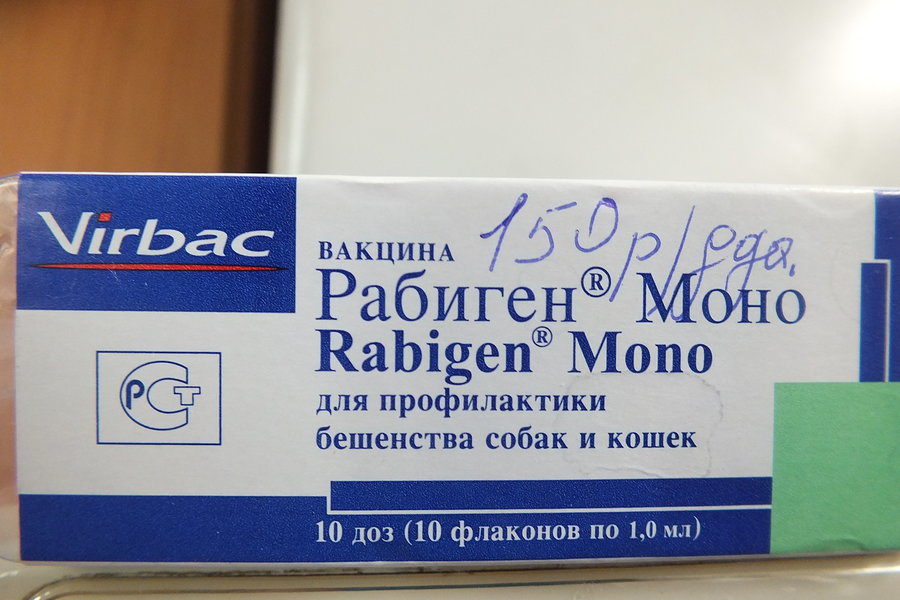 Virbac
ВАКЦИНА
150 р/
Рабиген® Моно
Rabigen® Mono
РСТ
для профилактики
бешенства собак и кошек
10 доз (10 флаконов по 1,0 мл)